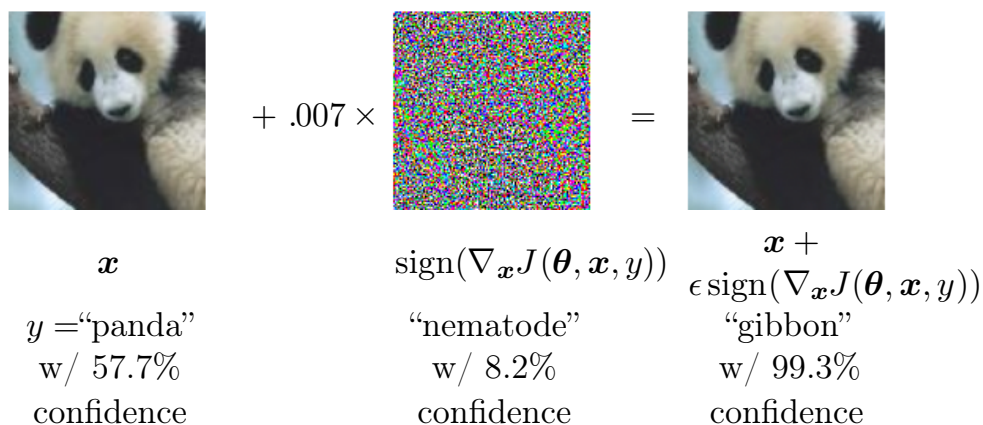 + .007 × =
x
sign(∇ₓJ(θ, x, y))
x +
ϵ sign(∇ₓJ(θ, x, y))
y =“panda”
w/ 57.7%
confidence
“nematode”
w/ 8.2%
confidence
“gibbon”
w/ 99.3%
confidence